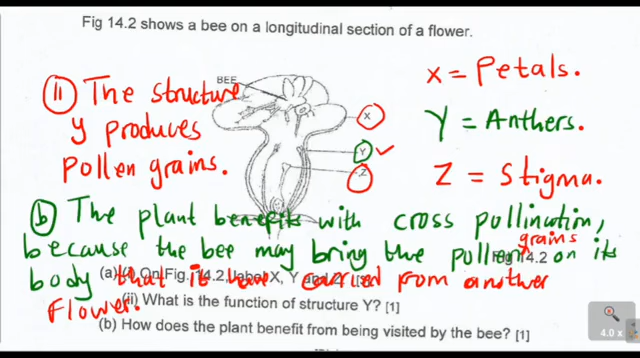 Fig 14.2 shows a bee on a longitudinal section of a flower.
BEE
X
Y
Z
X = Petals.
Y = Anthers.
Z = Stigma.
(ii) The structure
y produces
pollen grains.
(b) The plant benefits with cross pollination,
because the bee may bring the pollen grains on its
body that it have carried from another
flower.
Fig 14.2
(a) (i) On Fig. 14.2, label X, Y and Z. [3]
(ii) What is the function of structure Y? [1]
(b) How does the plant benefit from being visited by the bee? [1]
4.0 x